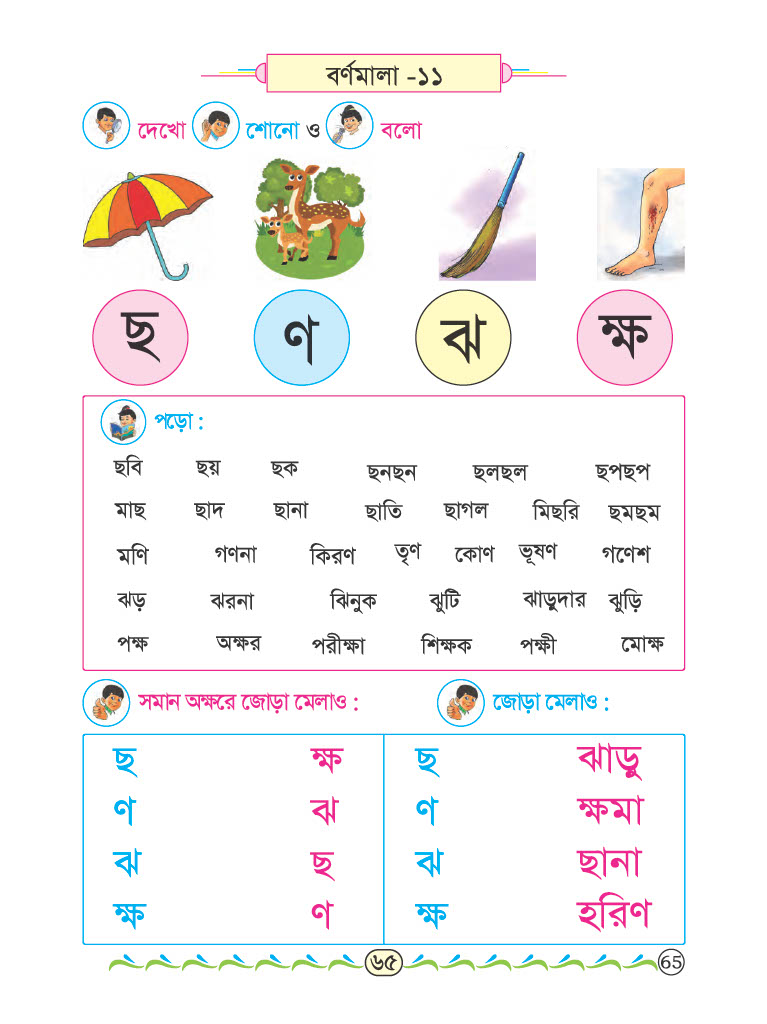 বর্ণমালা -১১
দেখো শোনো ও বলো
ছ ণ ঝ ক্ষ
পড়ো :
ছবি ছয় ছক ছনছন ছলছল ছপছপ
মাছ ছাদ ছানা ছাতি ছাগল মিছরি ছমছম
মণি গণনা কিরণ তৃণ কোণ ভূষণ গণেশ
ঝড় ঝরনা ঝিনুক ঝুটি ঝাড়ুদার ঝুড়ি
পক্ষ অক্ষর পরীক্ষা শিক্ষক পক্ষী মোক্ষ
সমান অক্ষরে জোড়া মেলাও : জোড়া মেলাও :
ছ ক্ষ ছ ঝাড়ু
ণ ঝ ণ ক্ষমা
ঝ ছ ঝ ছানা
ক্ষ ণ ক্ষ হরিণ
৬৫ 65